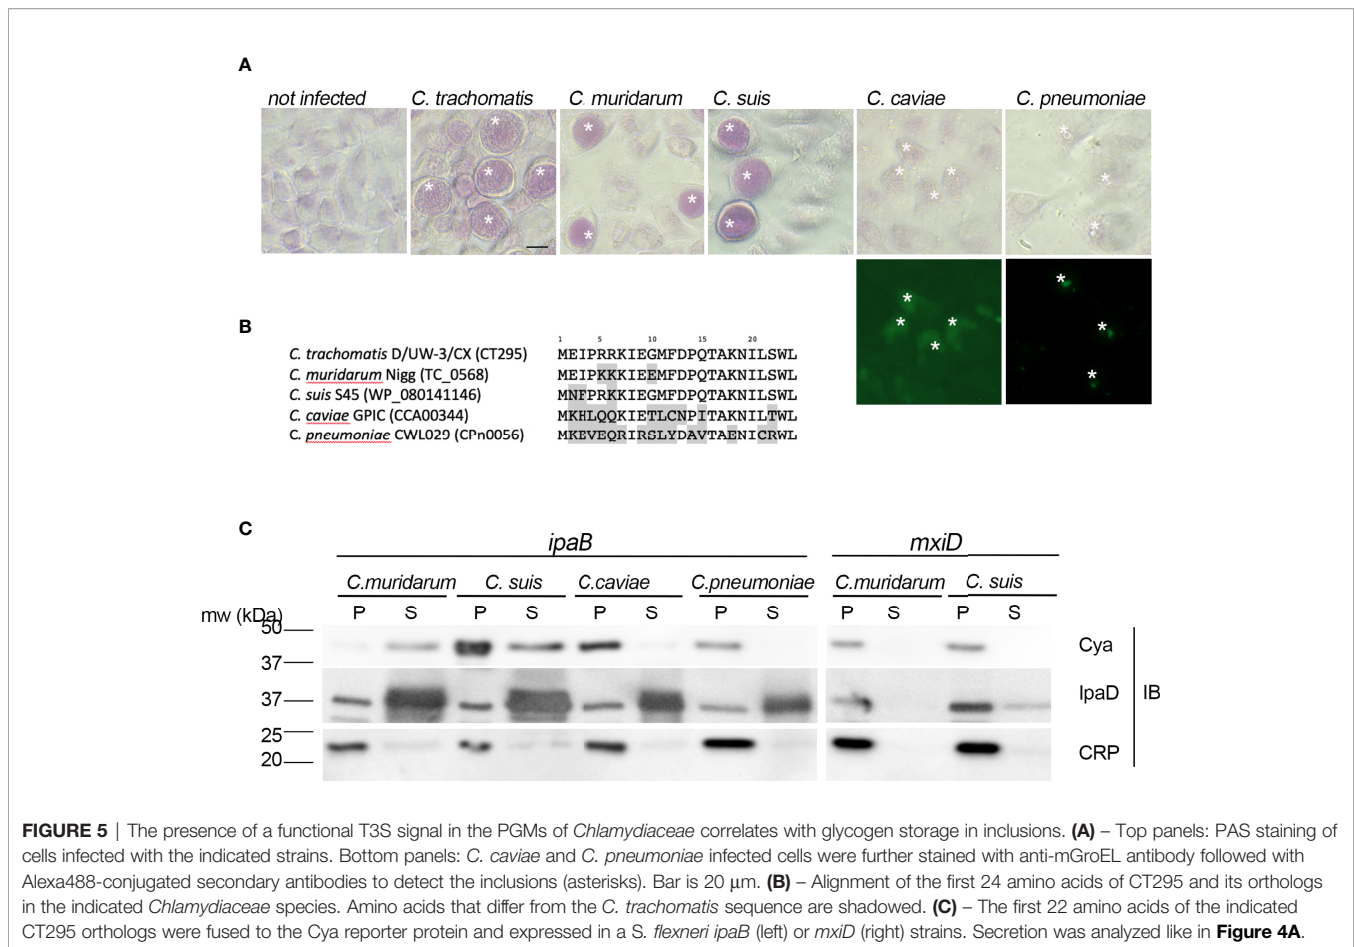 A
not infected C. trachomatis C. muridarum C. suis C. caviae C. pneumoniae
* * * * * * * * * * * * * * * * * *
* * * * * * *
B
1 5 10 15 20
C. trachomatis D/UW-3/CX (CT295) MEIPRRKIEGMFDPQTAKNILSWL
C. muridarum Nigg (TC_0568) MEIPKKKIEEMFDPQTAKNILSWL
C. suis S45 (WP_080141146) MNFPRKKIEGMFDPQTAKNILSWL
C. caviae GPIC (CCA00344) MKHLQQKIETLCNPITAKNILTWL
C. pneumoniae CWL029 (CPn0056) MKEVEQRIRSLYDAVTAENICRWL
C
ipaB mxiD
C.muridarum C. suis C.caviae C.pneumoniae C.muridarum C. suis
mw (kDa) P S P S P S P S P S P S
50
37
Cya
37
IpaD
IB
25
20
CRP
FIGURE 5 | The presence of a functional T3S signal in the PGMs of Chlamydiaceae correlates with glycogen storage in inclusions. (A) – Top panels: PAS staining of
cells infected with the indicated strains. Bottom panels: C. caviae and C. pneumoniae infected cells were further stained with anti-mGroEL antibody followed with
Alexa488-conjugated secondary antibodies to detect the inclusions (asterisks). Bar is 20 μm. (B) – Alignment of the first 24 amino acids of CT295 and its orthologs
in the indicated Chlamydiaceae species. Amino acids that differ from the C. trachomatis sequence are shadowed. (C) – The first 22 amino acids of the indicated
CT295 orthologs were fused to the Cya reporter protein and expressed in a S. flexneri ipaB (left) or mxiD (right) strains. Secretion was analyzed like in Figure 4A.